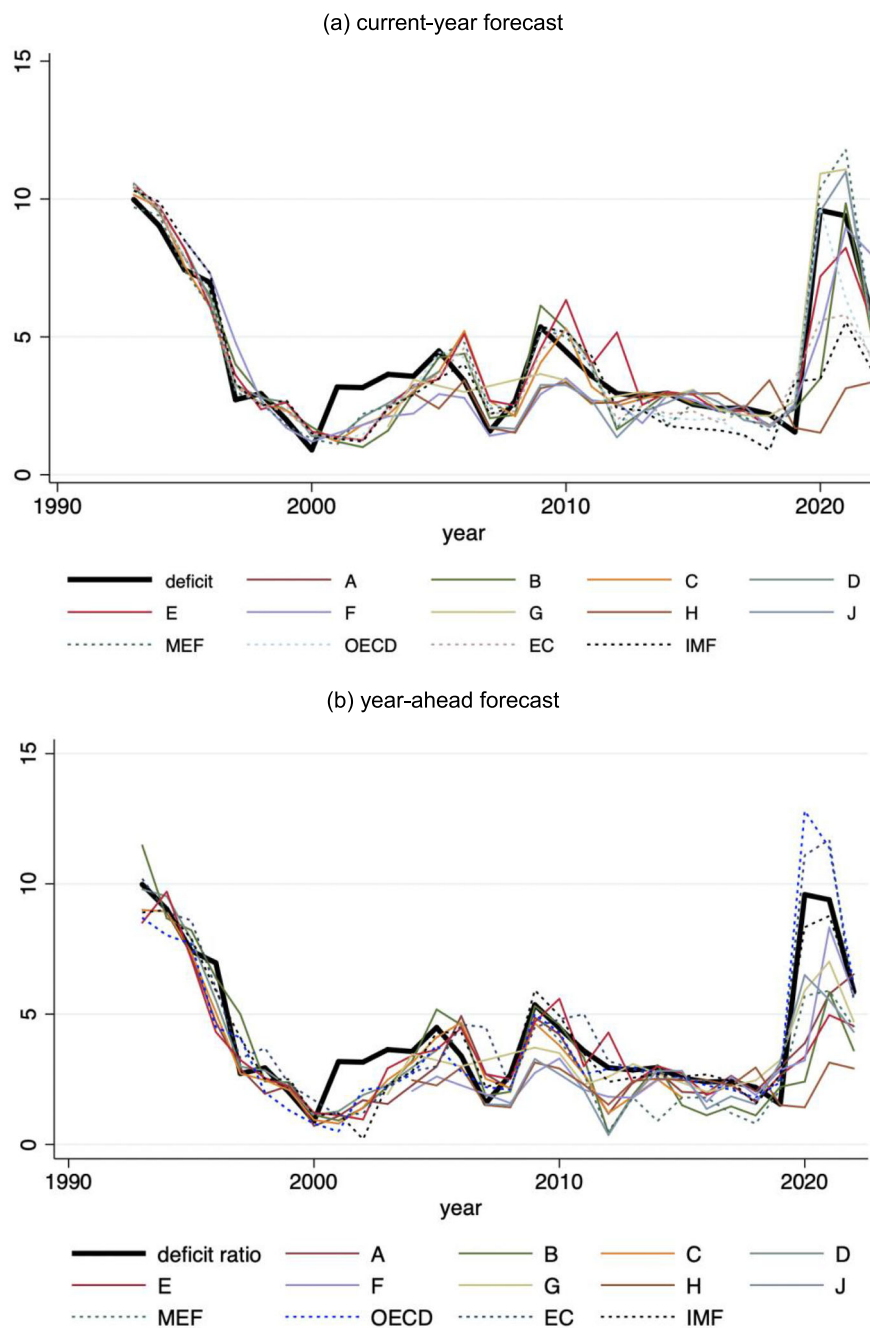 (a) current-year forecast
15
10
5
0
1990 2000 2010 2020
year
deficit A B C D
E F G H J
MEF OECD EC IMF
(b) year-ahead forecast
15
10
5
0
1990 2000 2010 2020
year
deficit ratio A B C D
E F G H J
MEF OECD EC IMF